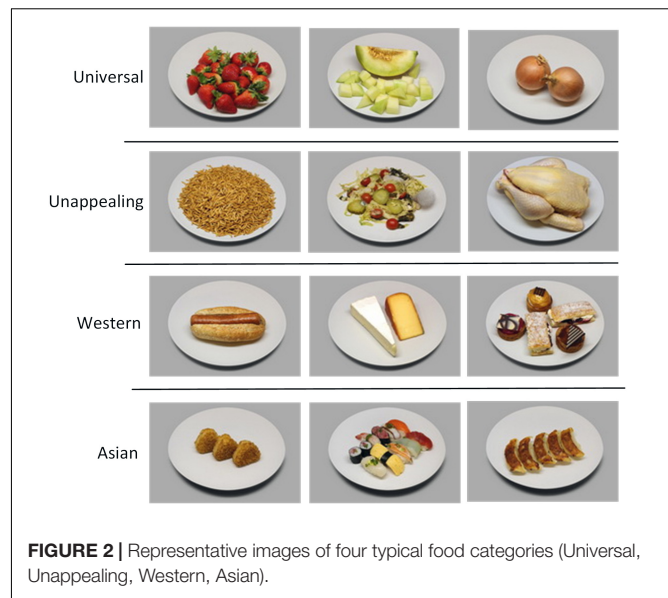 Universal
Unappealing
Western
Asian
FIGURE 2 | Representative images of four typical food categories (Universal,
Unappealing, Western, Asian).